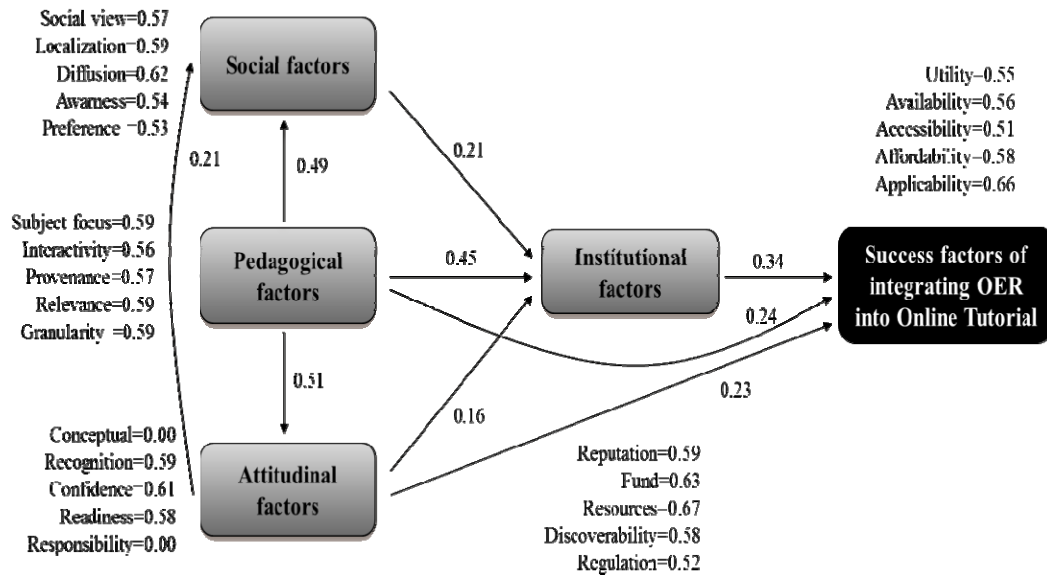 Social view=0.57
Localization=0.59
Diffusion=0.62
Awarness=0.54
Preference =0.53
Social factors
Utility=0.55
Availability=0.56
Accessibility=0.51
Affordability=0.58
Applicability=0.66
0.21
0.49
0.21
Subject focus=0.59
Interactivity=0.56
Provenance=0.57
Relevance=0.59
Granularity =0.59
Pedagogical
factors
0.45
Institutional
factors
0.34
Success factors of
integrating OER
into Online Tutorial
0.24
0.51
0.16
0.23
Conceptual=0.00
Recognition=0.59
Confidence=0.61
Readiness=0.58
Responsibility=0.00
Attitudinal
factors
Reputation=0.59
Fund=0.63
Resources=0.67
Discoverability=0.58
Regulation=0.52